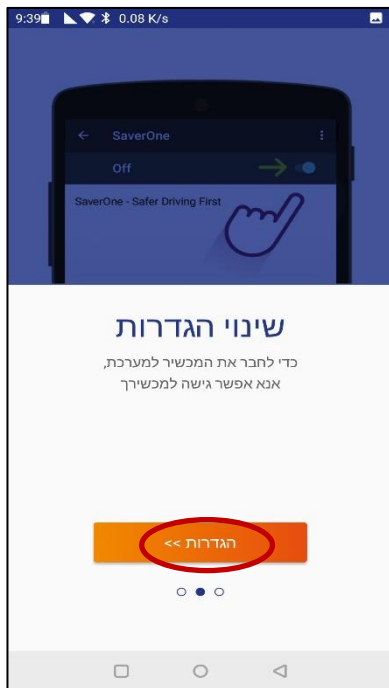 9:39 0.08 K/s
SaverOne
Off
SaverOne - Safer Driving First
שינוי הגדרות
כדי לחבר את המכשיר למערכת,
אנא אפשר גישה למכשירך
הגדרות >>